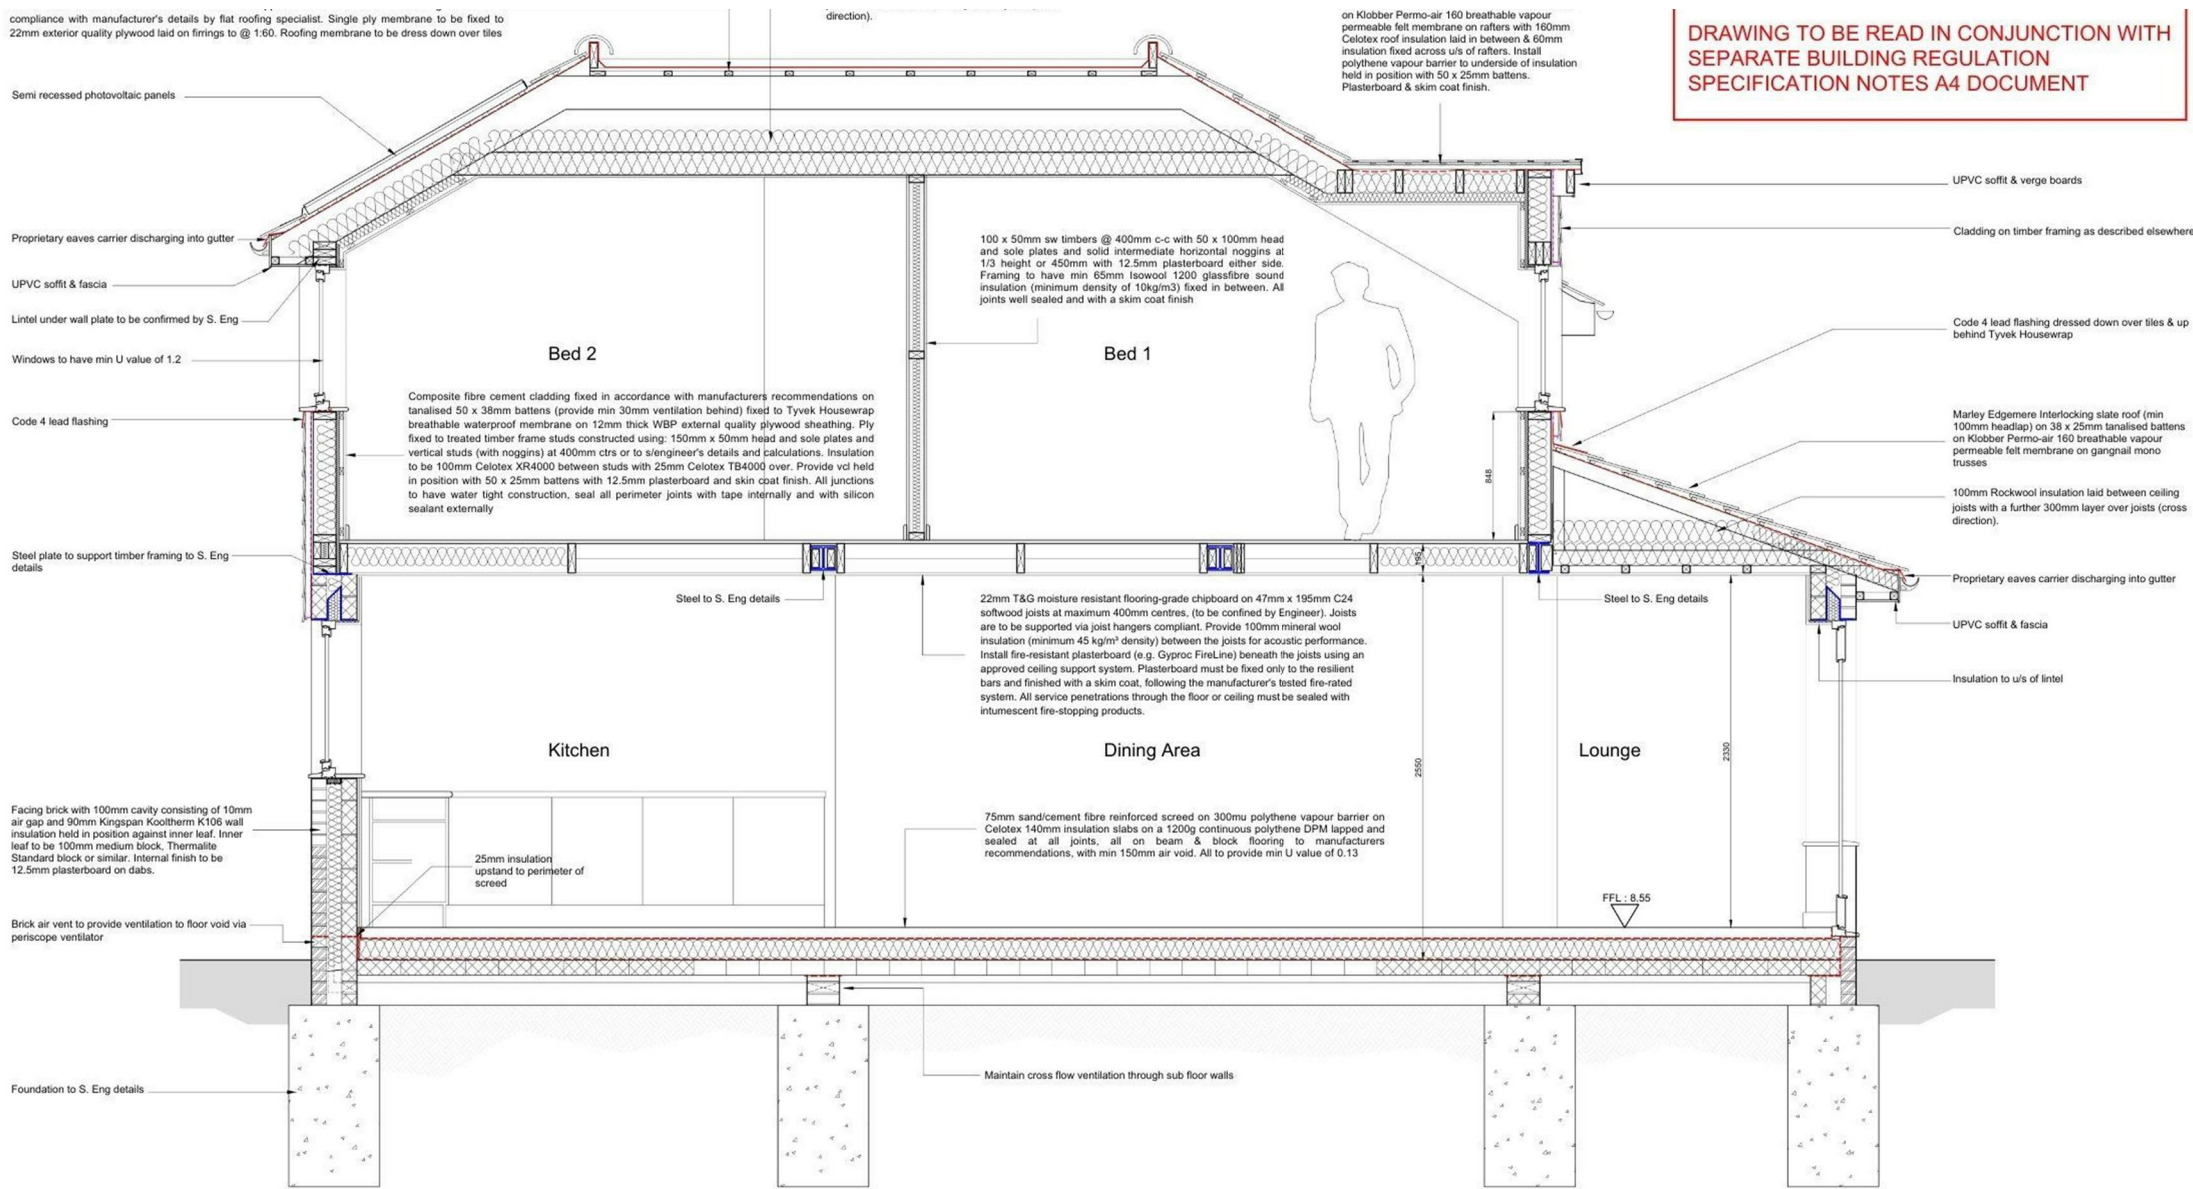 compliance with manufacturer's details by flat roofing specialist. Single ply membrane to be fixed to
22mm exterior quality plywood laid on firrings to @ 1:60. Roofing membrane to be dress down over tiles
direction).
on Klobber Permo-air 160 breathable vapour
permeable felt membrane on rafters with 160mm
Celotex roof insulation laid in between & 60mm
insulation fixed across u/s of rafters. Install
polythene vapour barrier to underside of insulation
held in position with 50 x 25mm battens.
Plasterboard & skim coat finish.
DRAWING TO BE READ IN CONJUNCTION WITH
SEPARATE BUILDING REGULATION
SPECIFICATION NOTES A4 DOCUMENT
Semi recessed photovoltaic panels
Proprietary eaves carrier discharging into gutter
UPVC soffit & fascia
Lintel under wall plate to be confirmed by S. Eng
Windows to have min U value of 1.2
Code 4 lead flashing
Steel plate to support timber framing to S. Eng
details
Facing brick with 100mm cavity consisting of 10mm
air gap and 90mm Kingspan Kooltherm K106 wall
insulation held in position against inner leaf. Inner
leaf to be 100mm medium block, Thermalite
Standard block or similar. Internal finish to be
12.5mm plasterboard on dabs.
Brick air vent to provide ventilation to floor void via
periscope ventilator
Foundation to S. Eng details
100 x 50mm sw timbers @ 400mm c-c with 50 x 100mm head
and sole plates and solid intermediate horizontal noggins at
1/3 height or 450mm with 12.5mm plasterboard either side.
Framing to have min 65mm Isowool 1200 glassfibre sound
insulation (minimum density of 10kg/m3) fixed in between. All
joints well sealed and with a skim coat finish
Bed 2
Bed 1
Composite fibre cement cladding fixed in accordance with manufacturers recommendations on
tanalised 50 x 38mm battens (provide min 30mm ventilation behind) fixed to Tyvek Housewrap
breathable waterproof membrane on 12mm thick WBP external quality plywood sheathing. Ply
fixed to treated timber frame studs constructed using: 150mm x 50mm head and sole plates and
vertical studs (with noggins) at 400mm ctrs or to s/engineer's details and calculations. Insulation
to be 100mm Celotex XR4000 between studs with 25mm Celotex TB4000 over. Provide vcl held
in position with 50 x 25mm battens with 12.5mm plasterboard and skin coat finish. All junctions
to have water tight construction, seal all perimeter joints with tape internally and with silicon
sealant externally
848
195
Steel to S. Eng details
22mm T&G moisture resistant flooring-grade chipboard on 47mm x 195mm C24
softwood joists at maximum 400mm centres, (to be confined by Engineer). Joists
are to be supported via joist hangers compliant. Provide 100mm mineral wool
insulation (minimum 45 kg/m³ density) between the joists for acoustic performance.
Install fire-resistant plasterboard (e.g. Gyproc FireLine) beneath the joists using an
approved ceiling support system. Plasterboard must be fixed only to the resilient
bars and finished with a skim coat, following the manufacturer's tested fire-rated
system. All service penetrations through the floor or ceiling must be sealed with
intumescent fire-stopping products.
Steel to S. Eng details
Kitchen
Dining Area
Lounge
2550
2330
75mm sand/cement fibre reinforced screed on 300mu polythene vapour barrier on
Celotex 140mm insulation slabs on a 1200g continuous polythene DPM lapped and
sealed at all joints, all on beam & block flooring to manufacturers
recommendations, with min 150mm air void. All to provide min U value of 0.13
25mm insulation
upstand to perimeter of
screed
FFL : 8.55
Maintain cross flow ventilation through sub floor walls
UPVC soffit & verge boards
Cladding on timber framing as described elsewhere
Code 4 lead flashing dressed down over tiles & up
behind Tyvek Housewrap
Marley Edgemere Interlocking slate roof (min
100mm headlap) on 38 x 25mm tanalised battens
on Klobber Permo-air 160 breathable vapour
permeable felt membrane on gangnail mono
trusses
100mm Rockwool insulation laid between ceiling
joists with a further 300mm layer over joists (cross
direction).
Proprietary eaves carrier discharging into gutter
UPVC soffit & fascia
Insulation to u/s of lintel